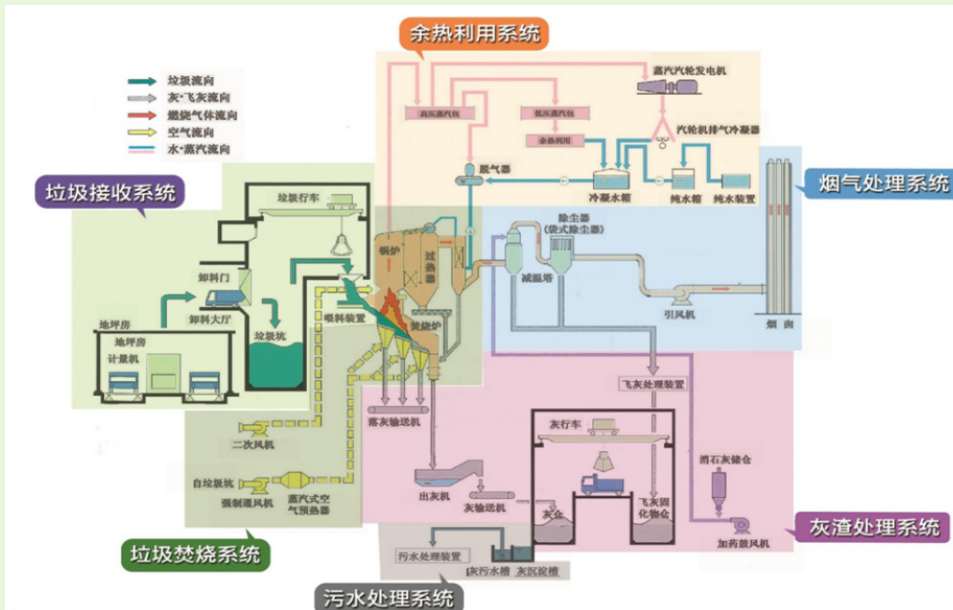 余热利用系统
垃圾流向
灰·飞灰流向
燃烧气体流向
空气流向
水·蒸汽流向
蒸汽汽轮发电机
高压蒸汽包
低压蒸汽包
余热利用
汽轮机排气冷凝器
脱气器
冷凝水箱
纯水箱
纯水装置
垃圾接收系统
垃圾行车
卸料门
卸料大厅
垃圾坑
地坪房
地坪房
计量机
喂料装置
锅炉
过热器
焚烧炉
烟气处理系统
除尘器
(袋式除尘器)
减温塔
引风机
烟 囱
二次风机
自垃圾坑
强制通风机
蒸汽式空
气预热器
垃圾焚烧系统
落灰输送机
出灰机
灰输送机
灰仓
灰行车
飞灰处理装置
飞灰固
化物仓
消石灰储仓
加药鼓风机
灰渣处理系统
污水处理装置
灰污水槽 灰沉淀槽
污水处理系统